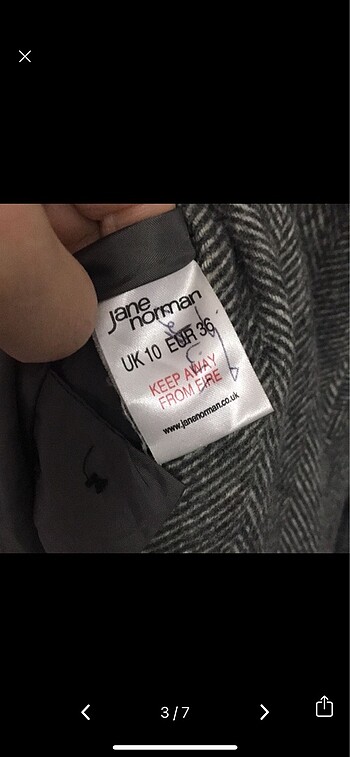 jane
norman
UK 10 EUR 36
KEEP AWAY
FROM FIRE
www.janenorman.co.uk
3/7